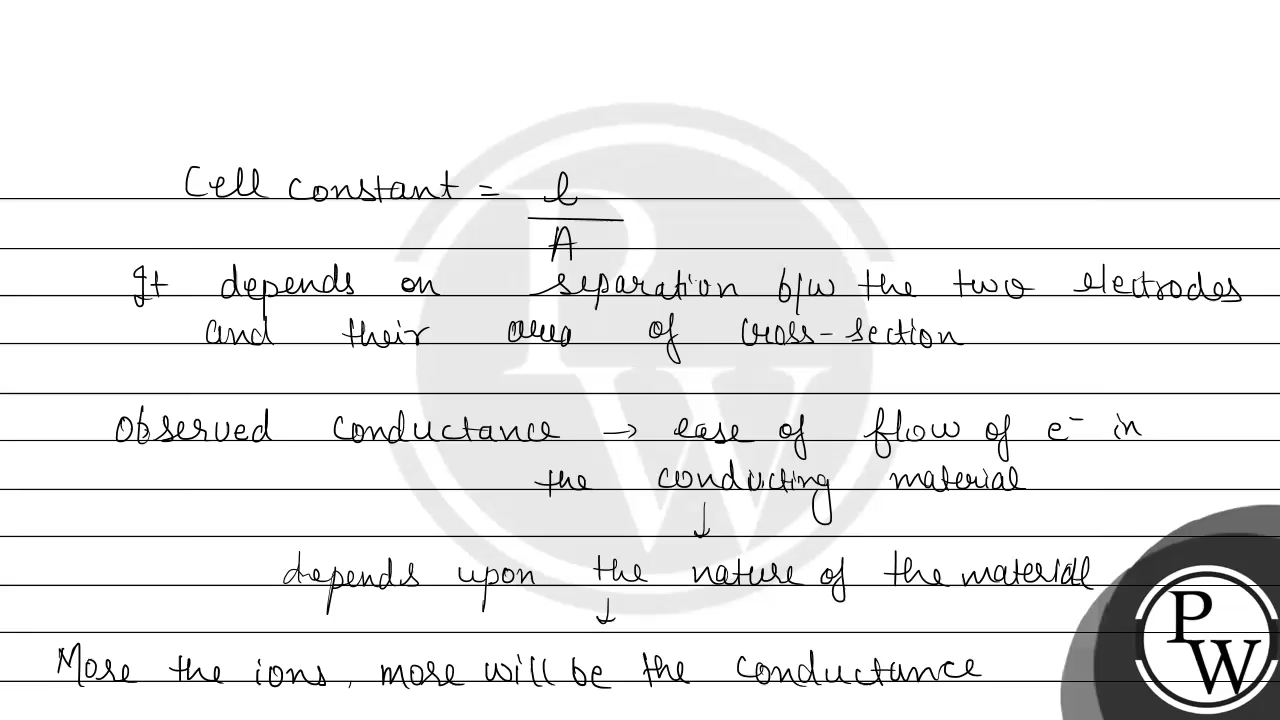 Cell constant = l
A
It depends on separation b/w the two electrodes
and their area of cross-section
Observed conductance → ease of flow of e⁻ in
the conducting material
↓
depends upon the nature of the material
↓
More the ions, more will be the conductance
P
W
P
W